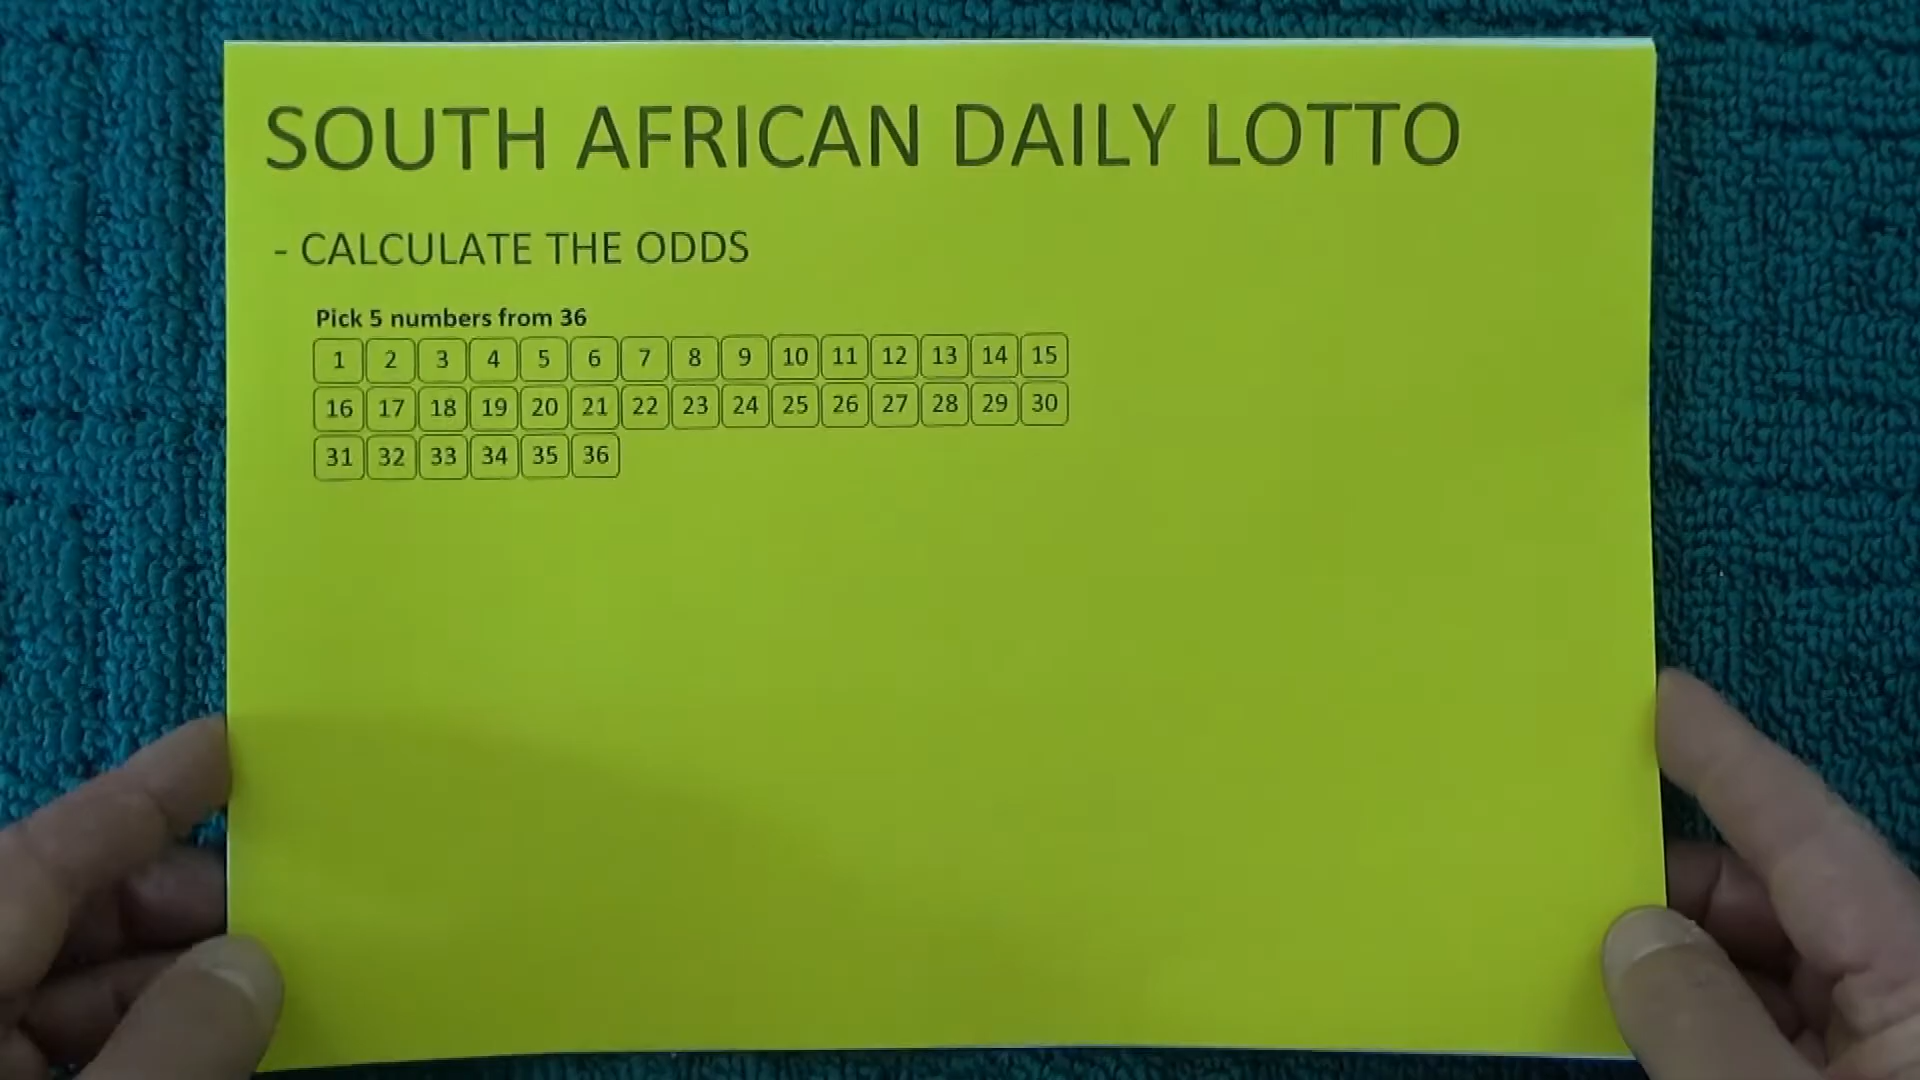 SOUTH AFRICAN DAILY LOTTO
- CALCULATE THE ODDS
Pick 5 numbers from 36
1 2 3 4 5 6 7 8 9 10 11 12 13 14 15
16 17 18 19 20 21 22 23 24 25 26 27 28 29 30
31 32 33 34 35 36